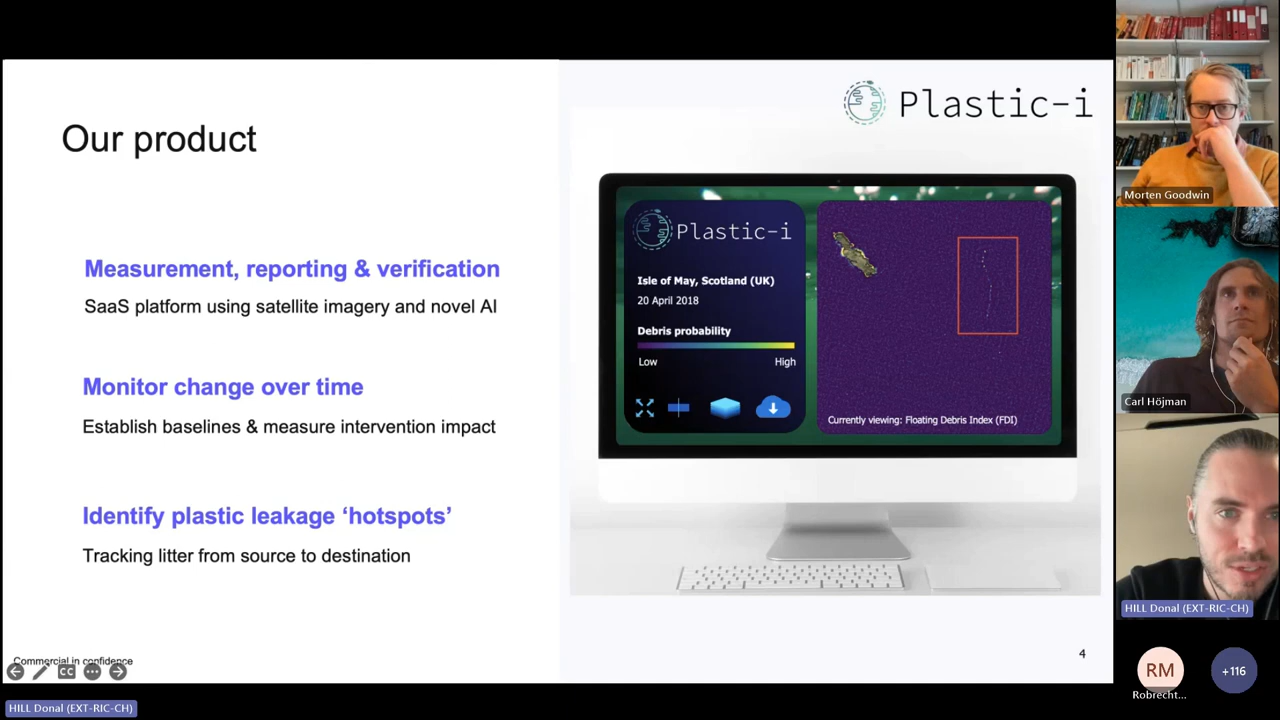 Our product
Measurement, reporting & verification
SaaS platform using satellite imagery and novel AI
Monitor change over time
Establish baselines & measure intervention impact
Identify plastic leakage ‘hotspots’
Tracking litter from source to destination
Commercial in confidence
CC
HILL Donal (EXT-RIC-CH)
Plastic-i
Plastic-i
Isle of May, Scotland (UK)
20 April 2018
Debris probability
Low
High
Currently viewing: Floating Debris Index (FDI)
4
Morten Goodwin
Carl Höjman
HILL Donal (EXT-RIC-CH)
RM
Robrecht...
+116